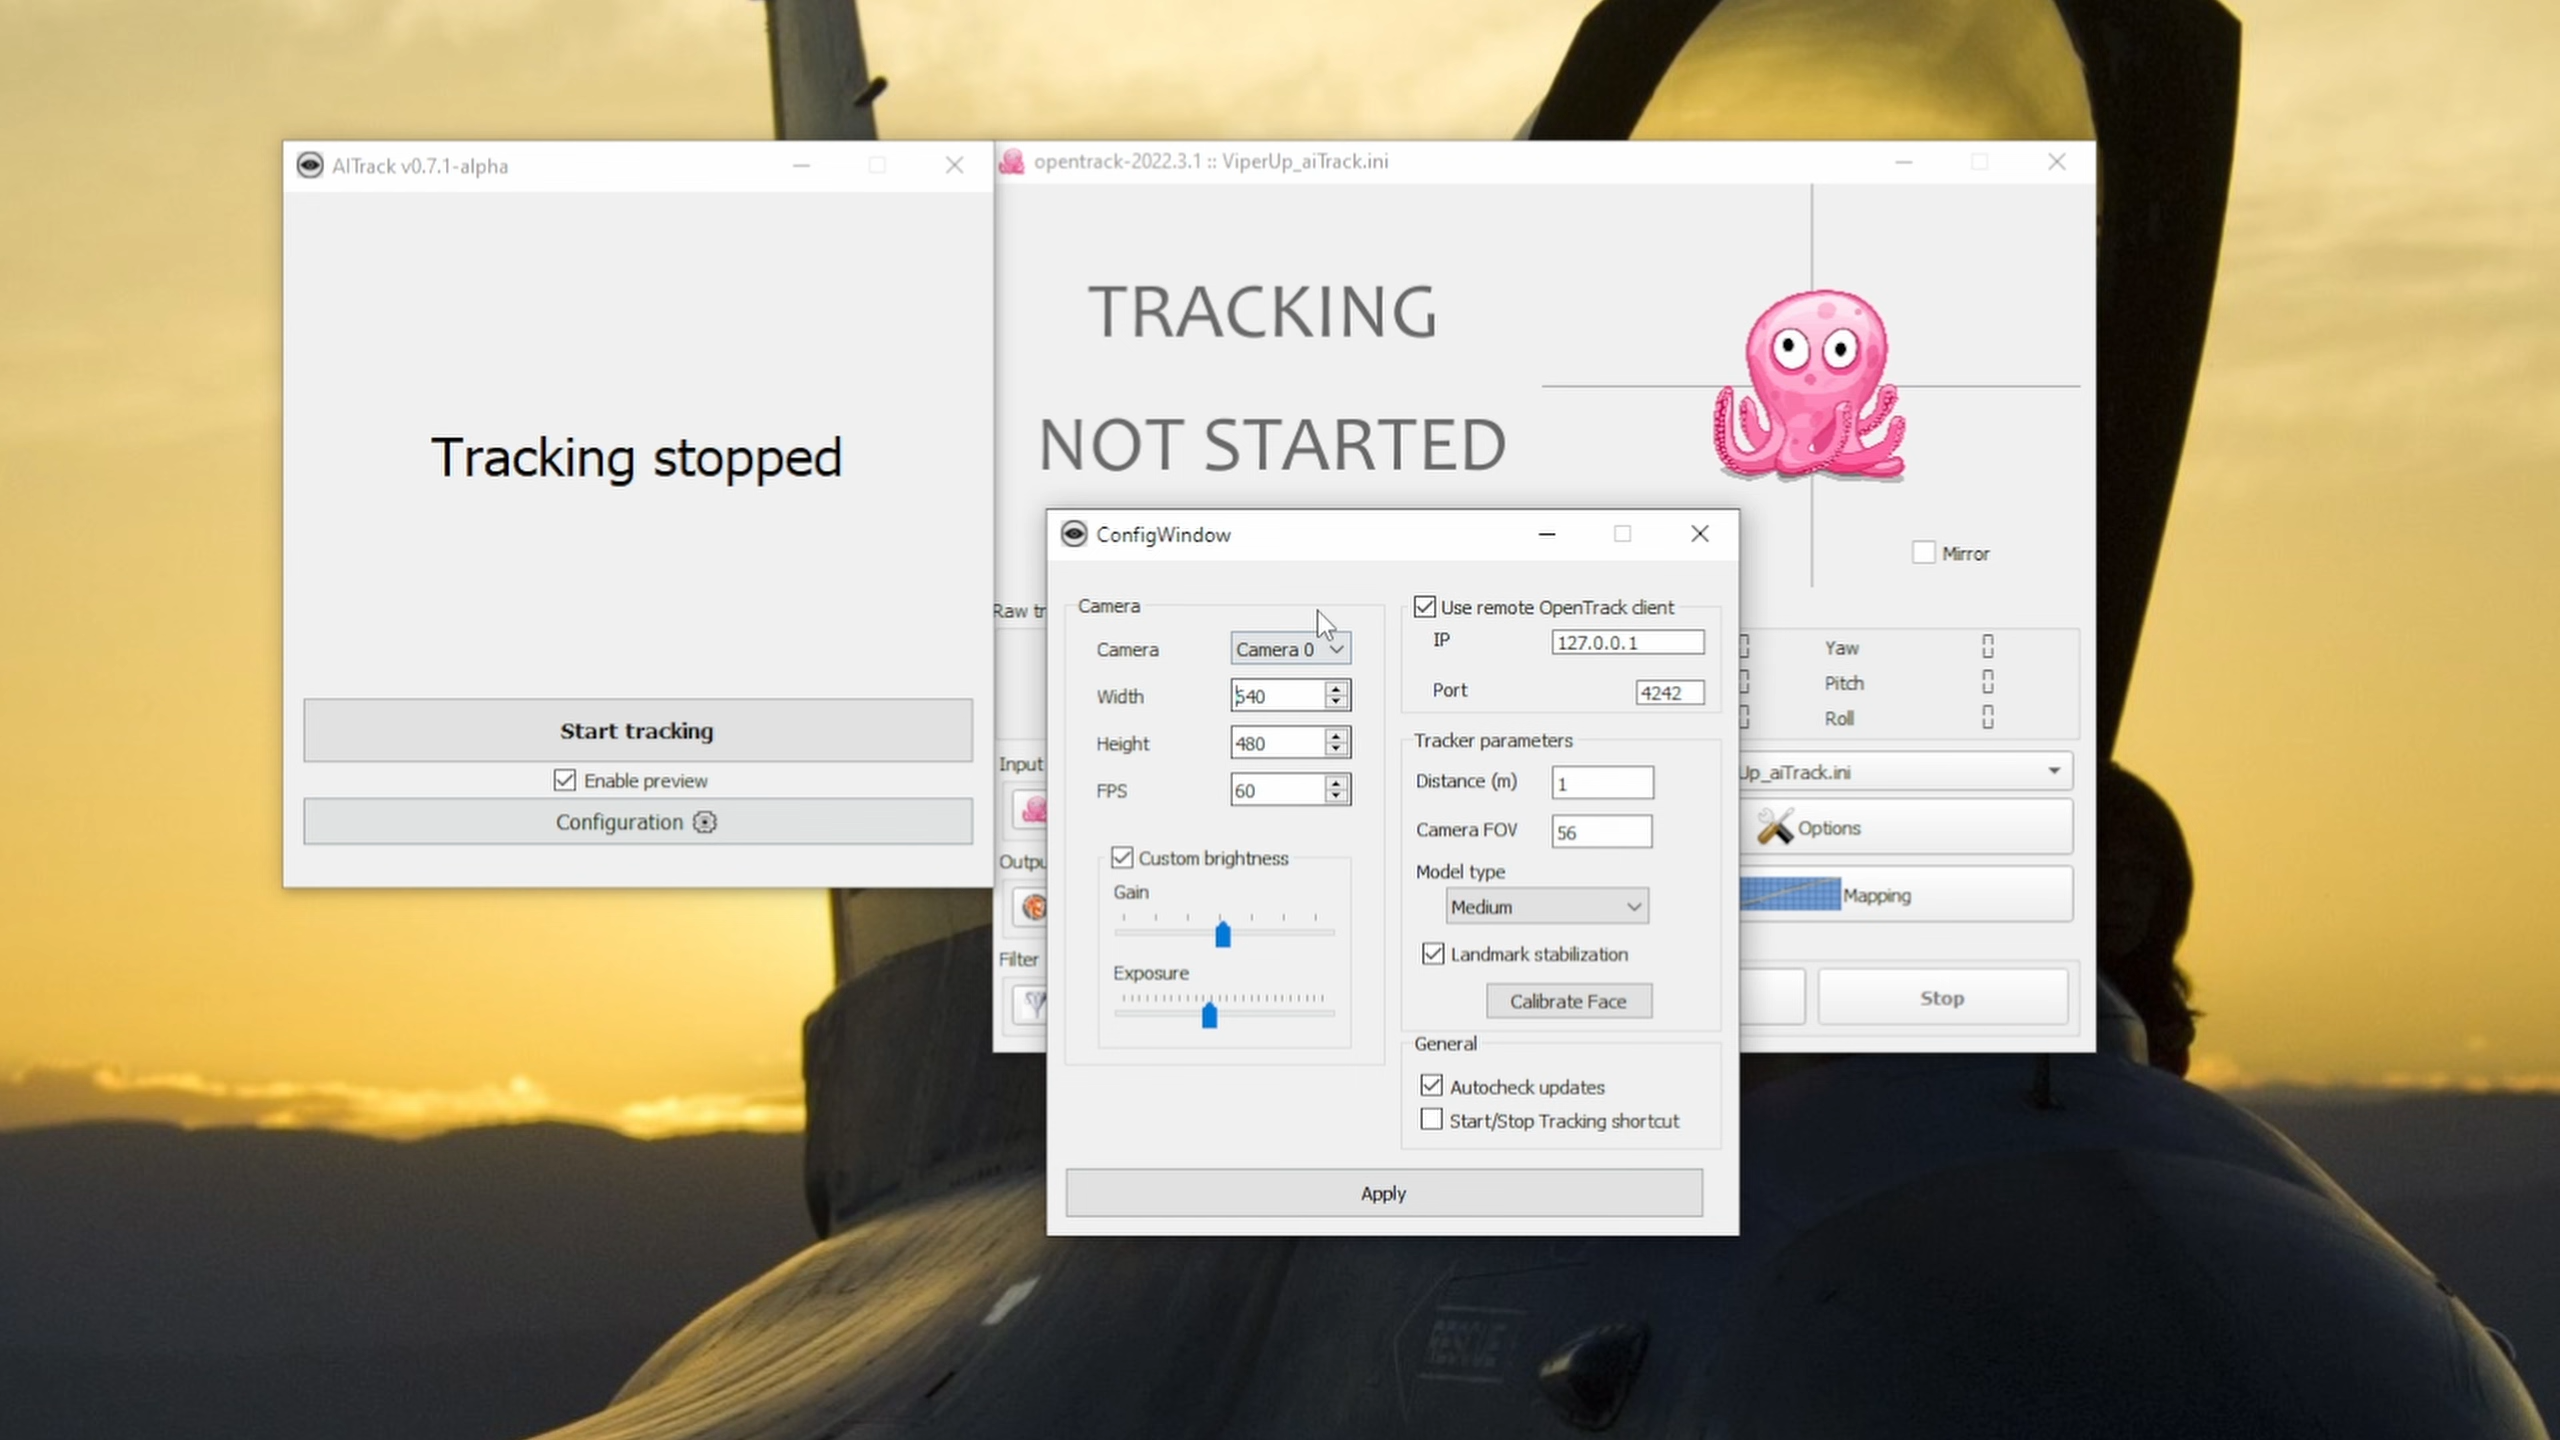 AITrack v0.7.1-alpha
Tracking stopped
Start tracking
Enable preview
Configuration
opentrack-2022.3.1 :: ViperUp_aiTrack.ini
TRACKING
NOT STARTED
Mirror
Raw tr
Yaw
Pitch
Roll
Input
Up_aiTrack.ini
Options
Outpu
Mapping
Filter
Stop
ConfigWindow
Camera
Camera Camera 0
Width 640
Height 480
FPS 60
Custom brightness
Gain
Exposure
Use remote OpenTrack client
IP 127.0.0.1
Port 4242
Tracker parameters
Distance (m) 1
Camera FOV 56
Model type
Medium
Landmark stabilization
Calibrate Face
General
Autocheck updates
Start/Stop Tracking shortcut
Apply